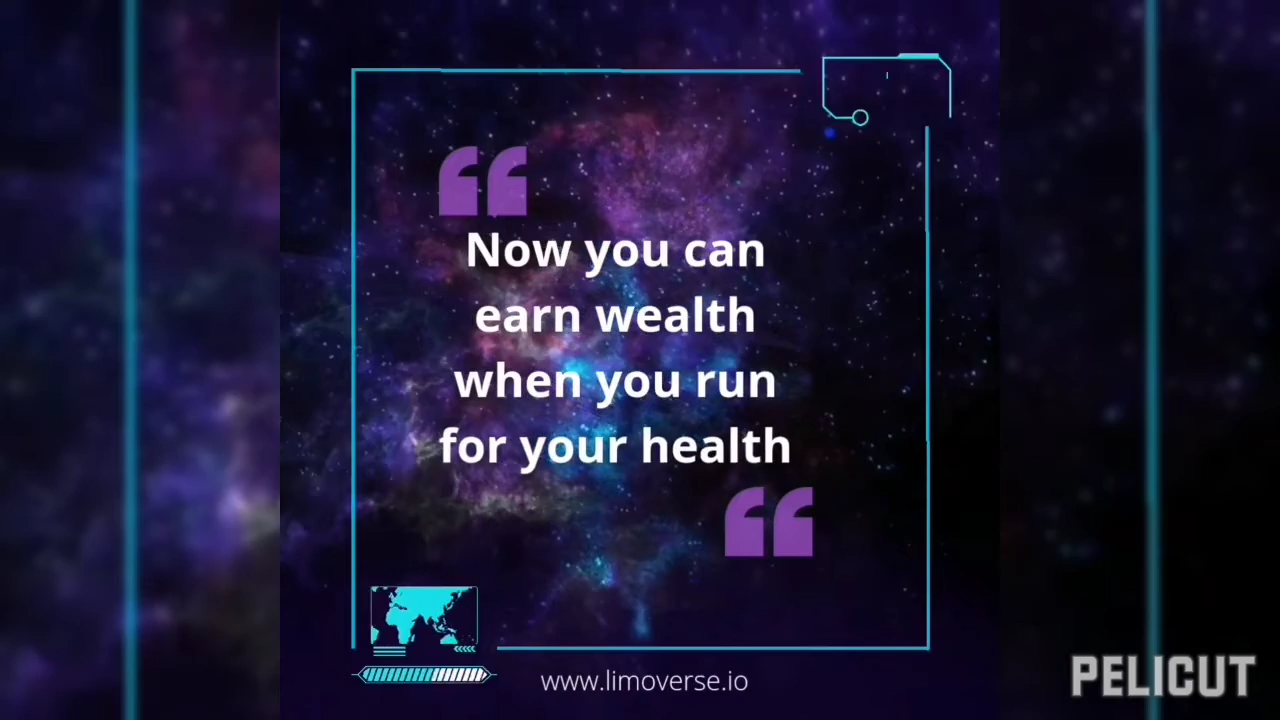 Now you can
earn wealth
when you run
for your health
www.limoverse.io
PELICUT